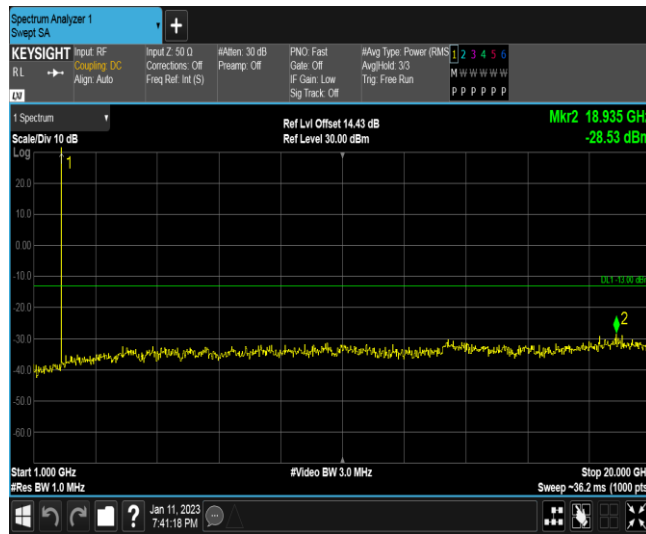 Spectrum Analyzer 1
Swept SA
+
KEYSIGHT
RL
LXI
Input: RF
Coupling: DC
Align: Auto
Input Z: 50 Ω
Corrections: Off
Freq Ref: Int (S)
#Atten: 30 dB
Preamp: Off
PNO: Fast
Gate: Off
IF Gain: Low
Sig Track: Off
#Avg Type: Power (RMS
Avg|Hold: 3/3
Trig: Free Run
1 2 3 4 5 6
M W W W W W
P P P P P P
1 Spectrum
Scale/Div 10 dB
Log
Ref Lvl Offset 14.43 dB
Ref Level 30.00 dBm
Mkr2 18.935 GHz
-28.53 dBm
1
20.0
10.0
0.00
-10.0
DL1 -13.00 dBm
-20.0
2
-30.0
-40.0
-50.0
-60.0
Start 1.000 GHz
#Res BW 1.0 MHz
#Video BW 3.0 MHz
Stop 20.000 GH
Sweep ~36.2 ms (1000 pts
?
Jan 11, 2023
7:41:18 PM